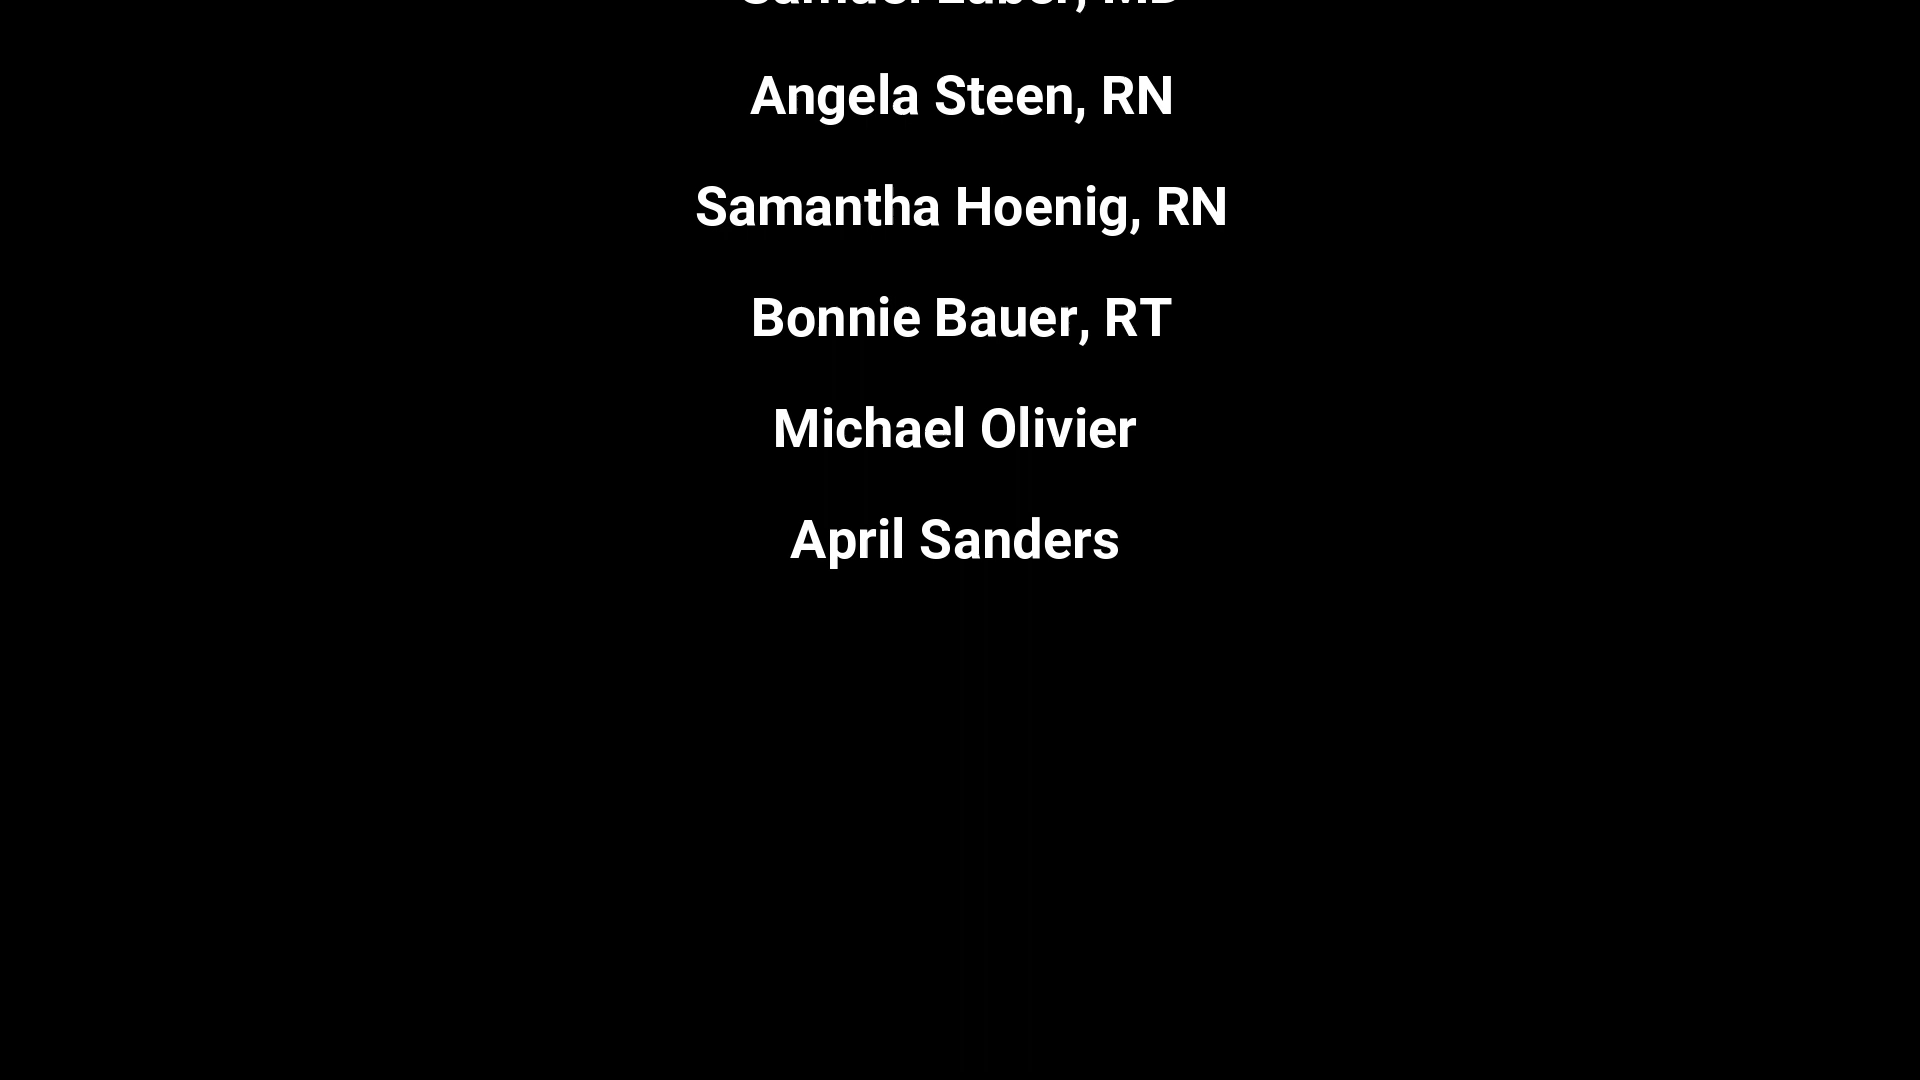 Angela Steen, RN
Samantha Hoenig, RN
Bonnie Bauer, RT
Michael Olivier
April Sanders